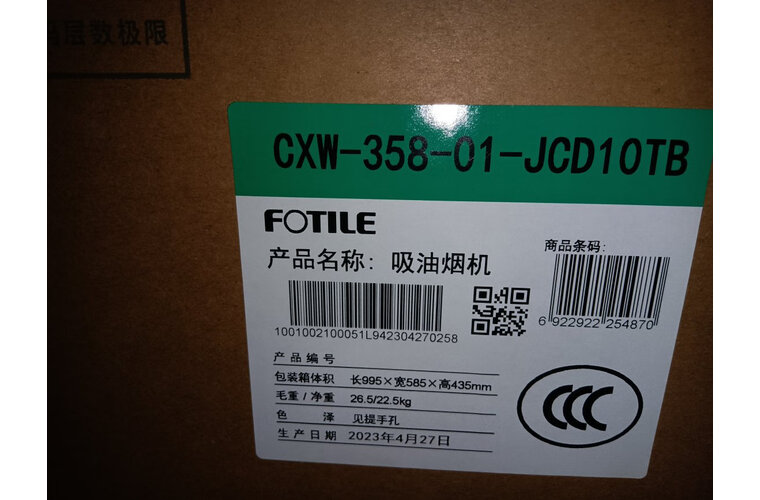 层数极限
CXW-358-01-JCD10TB
FOTILE
产品名称: 吸油烟机
商品条码:
1001002100051L942304270258
6 922922 254870
产品编号
包装箱体积 长995×宽585×高435mm
毛重/净重 26.5/22.5kg
色泽 见提手孔
生产日期 2023年4月27日
CCC